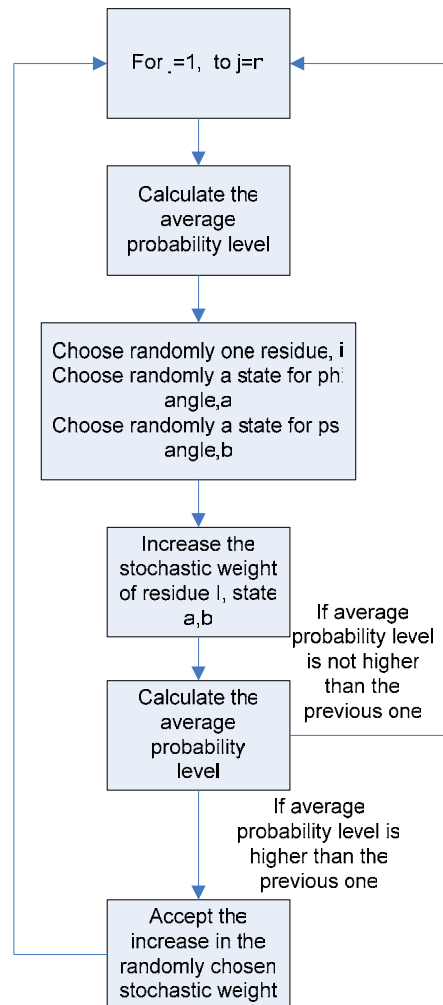 For j=1, to j=n
Calculate the
average
probability level
Choose randomly one residue, i
Choose randomly a state for phi
angle,a
Choose randomly a state for ps
angle,b
Increase the
stochastic weight
of residue I, state
a,b
If average
probability level
is not higher
than the
previous one
Calculate the
average
probability
level
If average
probability level is
higher than the
previous one
Accept the
increase in the
randomly chosen
stochastic weight